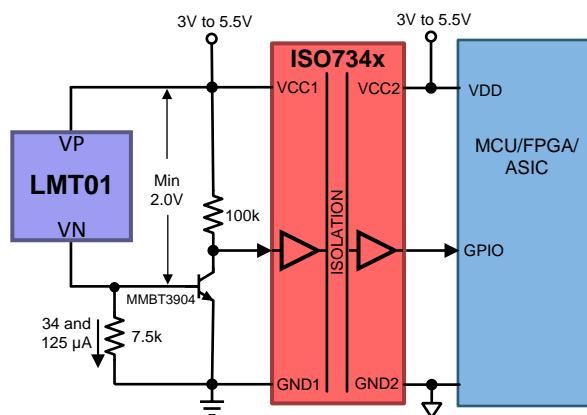 3V to 5.5V
3V to 5.5V
ISO734x
VCC1
VCC2
VDD
MCU/FPGA/
ASIC
VP
LMT01
VN
Min
2.0V
100k
ISOLATION
GPIO
MMBT3904
34 and
125 µA
7.5k
GND1
GND2